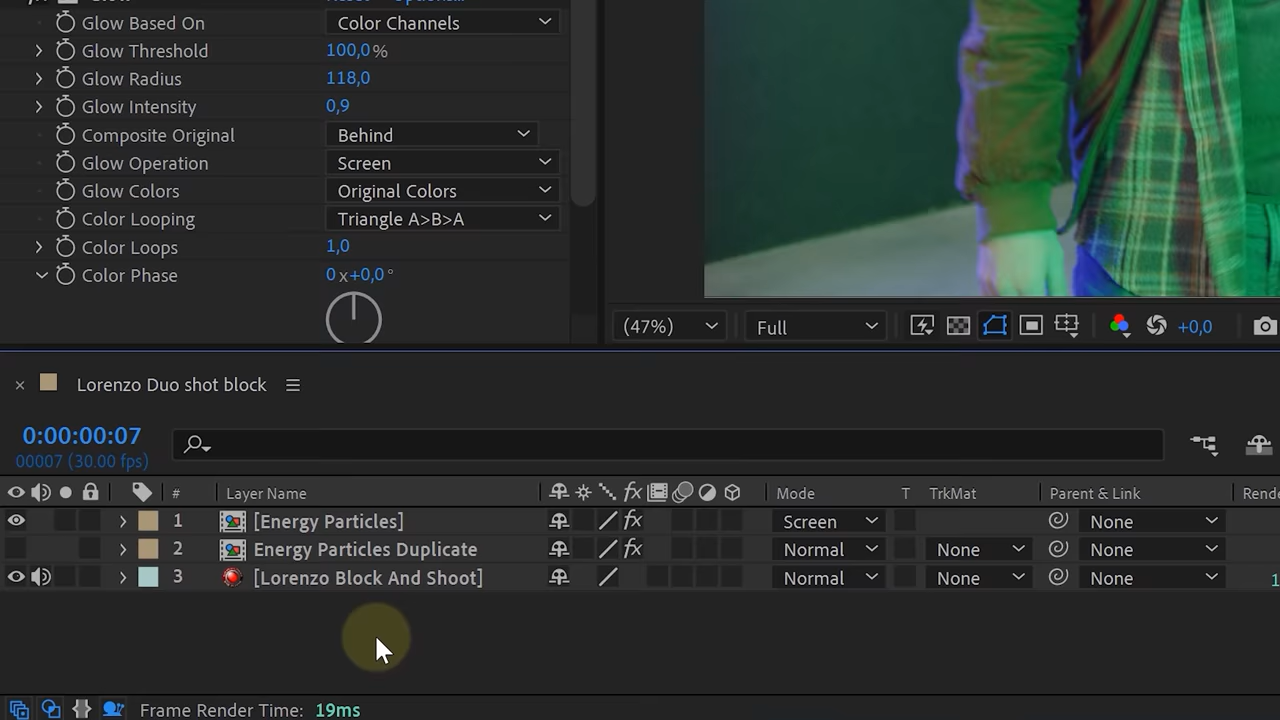 Glow Based On Color Channels
Glow Threshold 100,0%
Glow Radius 118,0
Glow Intensity 0,9
Composite Original Behind
Glow Operation Screen
Glow Colors Original Colors
Color Looping Triangle A>B>A
Color Loops 1,0
Color Phase 0 x+0,0°
(47%) Full +0,0
× Lorenzo Duo shot block
0:00:00:07
00007 (30.00 fps)
# Layer Name fx Mode T TrkMat Parent & Link
1 [Energy Particles] fx Screen None
2 Energy Particles Duplicate fx Normal None None
3 [Lorenzo Block And Shoot] Normal None None
Frame Render Time: 19ms